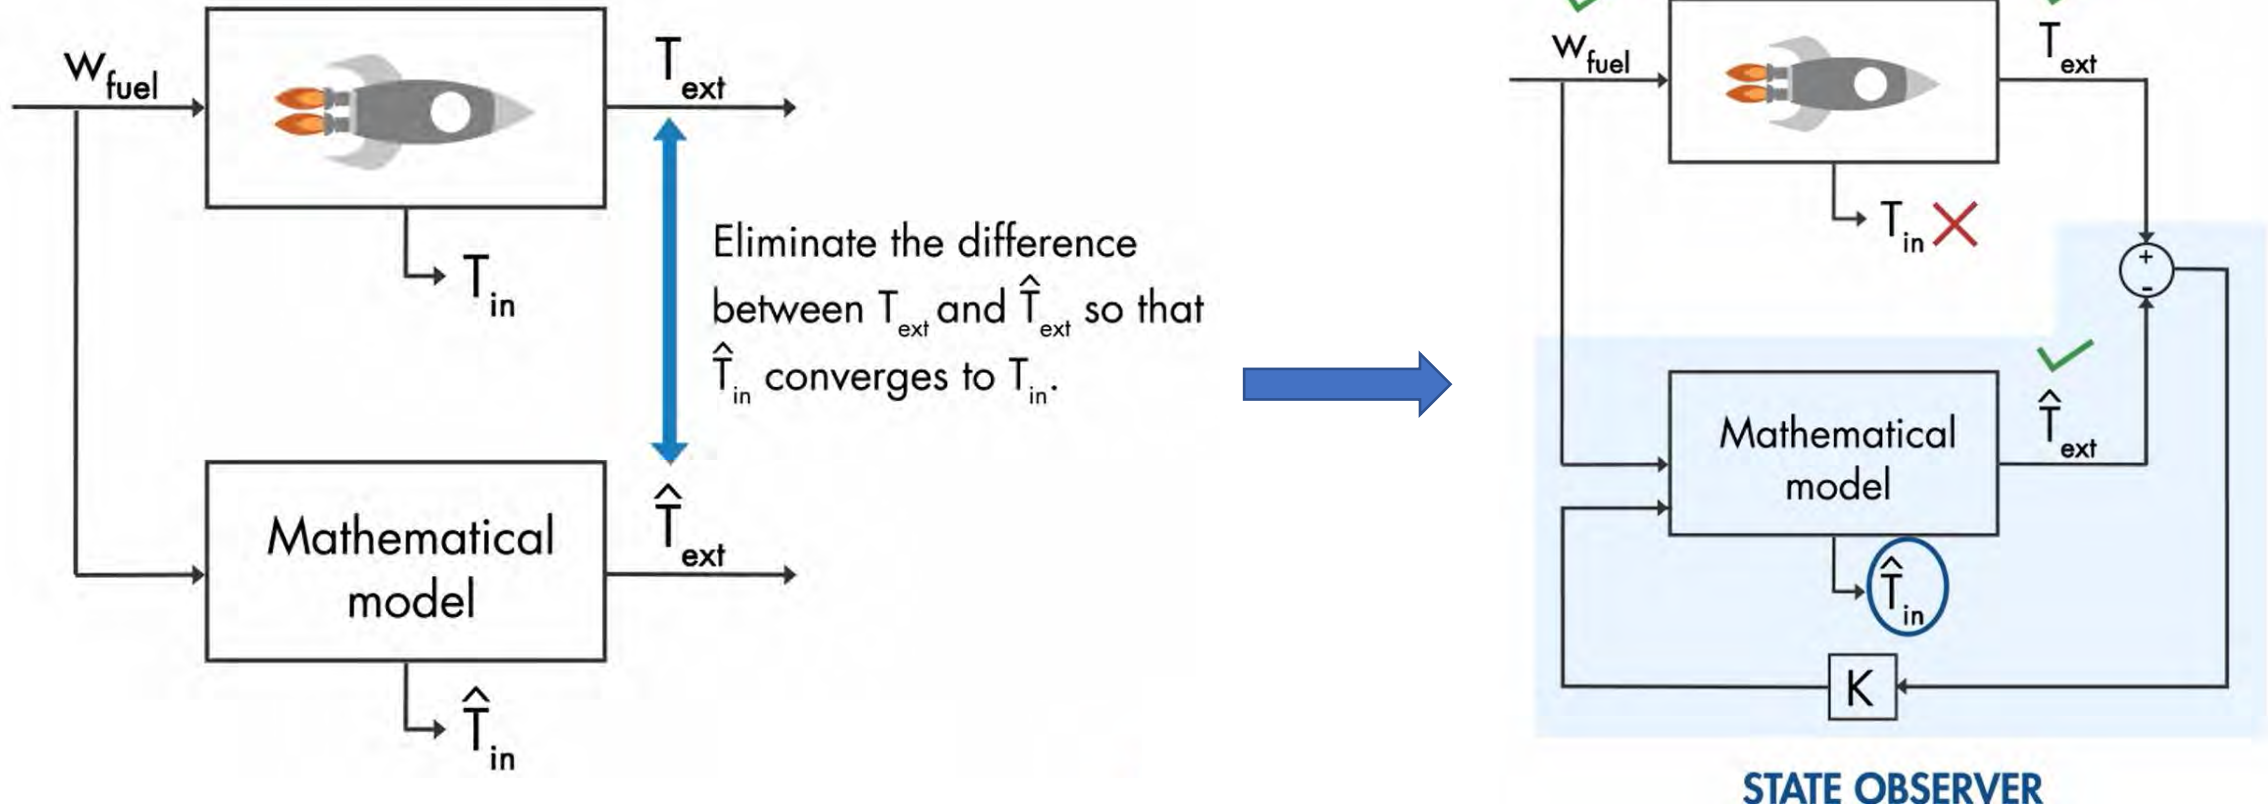 w_fuel
T_ext
T_in
Eliminate the difference
between T_ext and T̂_ext so that
T̂_in converges to T_in.
Mathematical
model
T̂_ext
T̂_in
w_fuel
T_ext
T_in
+
-
Mathematical
model
T̂_ext
T̂_in
K
STATE OBSERVER